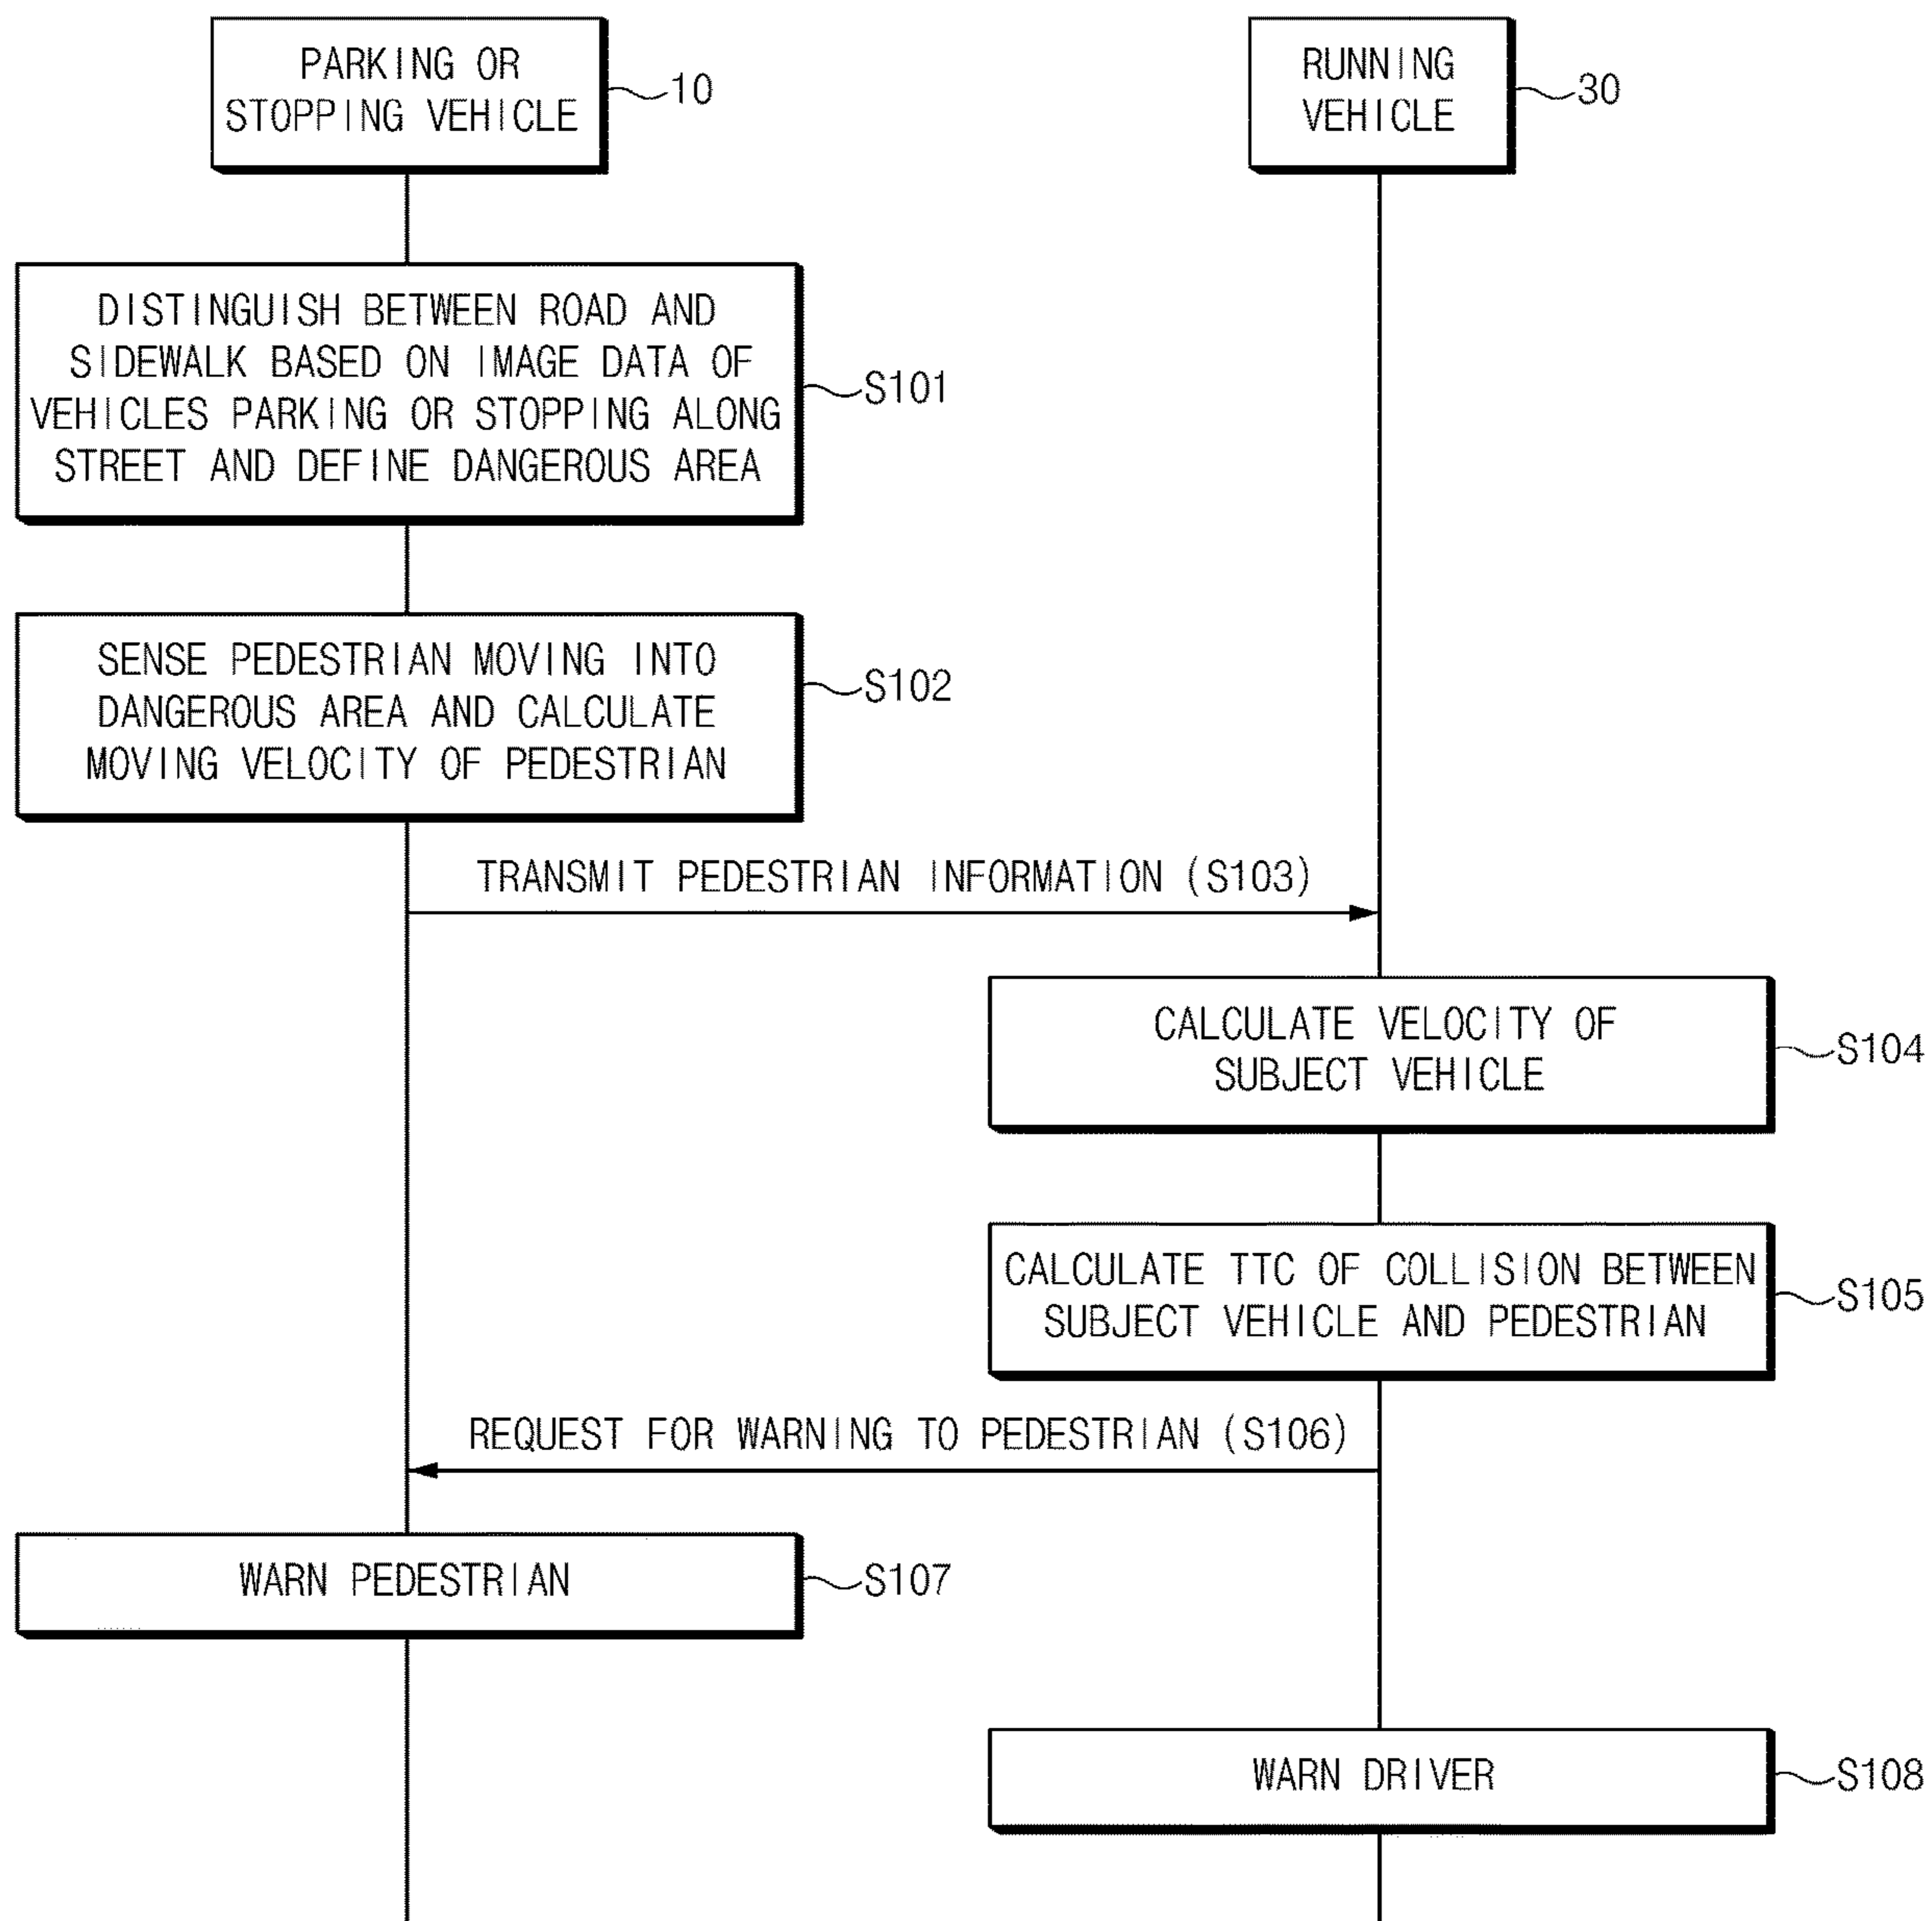 PARKING OR
STOPPING VEHICLE
10
RUNNING
VEHICLE
30
DISTINGUISH BETWEEN ROAD AND
SIDEWALK BASED ON IMAGE DATA OF
VEHICLES PARKING OR STOPPING ALONG
STREET AND DEFINE DANGEROUS AREA
S101
SENSE PEDESTRIAN MOVING INTO
DANGEROUS AREA AND CALCULATE
MOVING VELOCITY OF PEDESTRIAN
S102
TRANSMIT PEDESTRIAN INFORMATION (S103)
CALCULATE VELOCITY OF
SUBJECT VEHICLE
S104
CALCULATE TTC OF COLLISION BETWEEN
SUBJECT VEHICLE AND PEDESTRIAN
S105
REQUEST FOR WARNING TO PEDESTRIAN (S106)
WARN PEDESTRIAN
S107
WARN DRIVER
S108